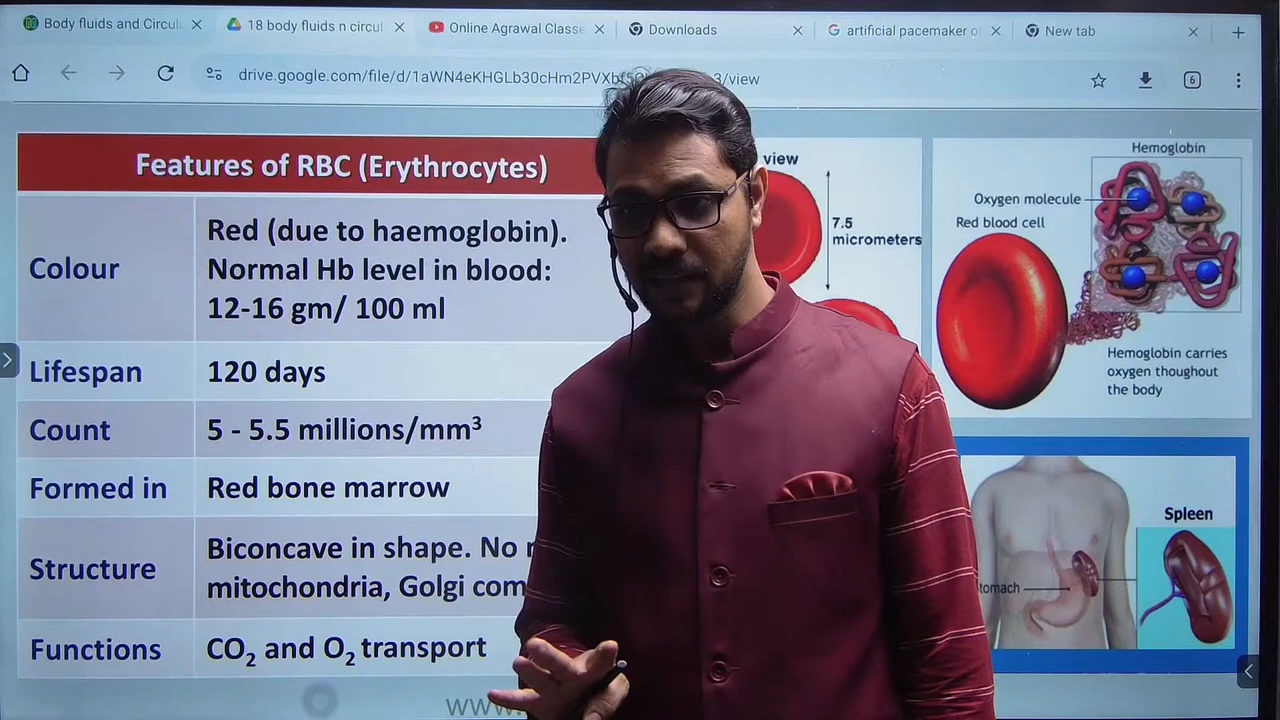 Body fluids and Circul
18 body fluids n circul
Online Agrawal Classe
Downloads
artificial pacemaker o
New tab
drive.google.com/file/d/1aWN4eKHGLb30cHm2PVXb
3/view
6
Features of RBC (Erythrocytes)
Colour
Red (due to haemoglobin).
Normal Hb level in blood:
12-16 gm/ 100 ml
Lifespan
120 days
Count
5 - 5.5 millions/mm³
Formed in
Red bone marrow
Structure
Biconcave in shape. No
mitochondria, Golgi com
Functions
CO₂ and O₂ transport
www.
view
7.5
micrometers
Hemoglobin
Oxygen molecule
Red blood cell
Hemoglobin carries
oxygen thoughout
the body
Spleen
tomach